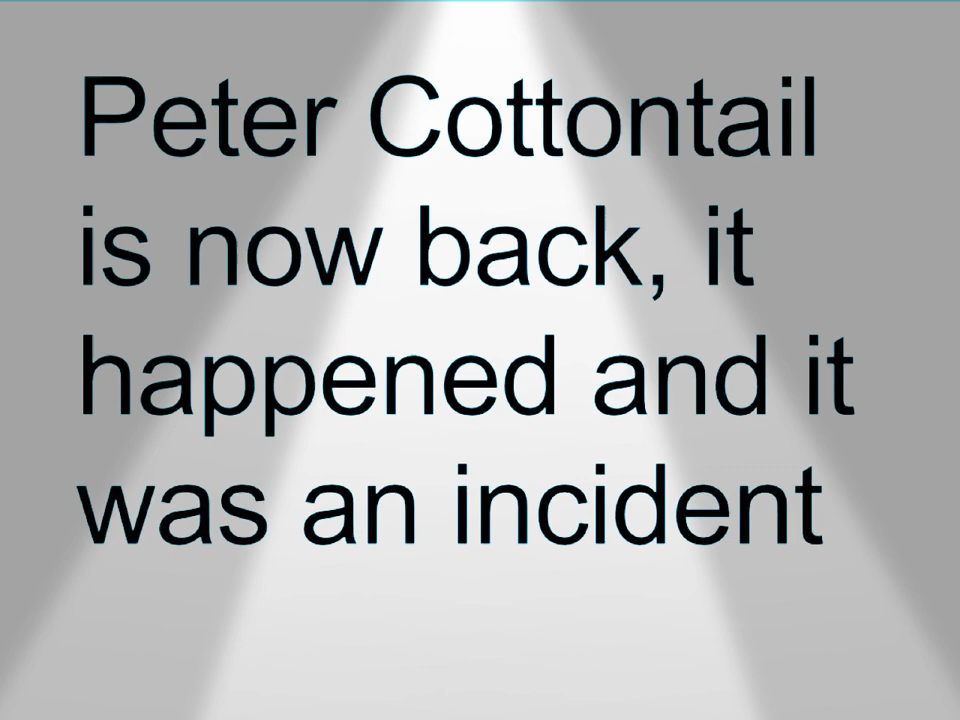 Peter Cottontail
is now back, it
happened and it
was an incident